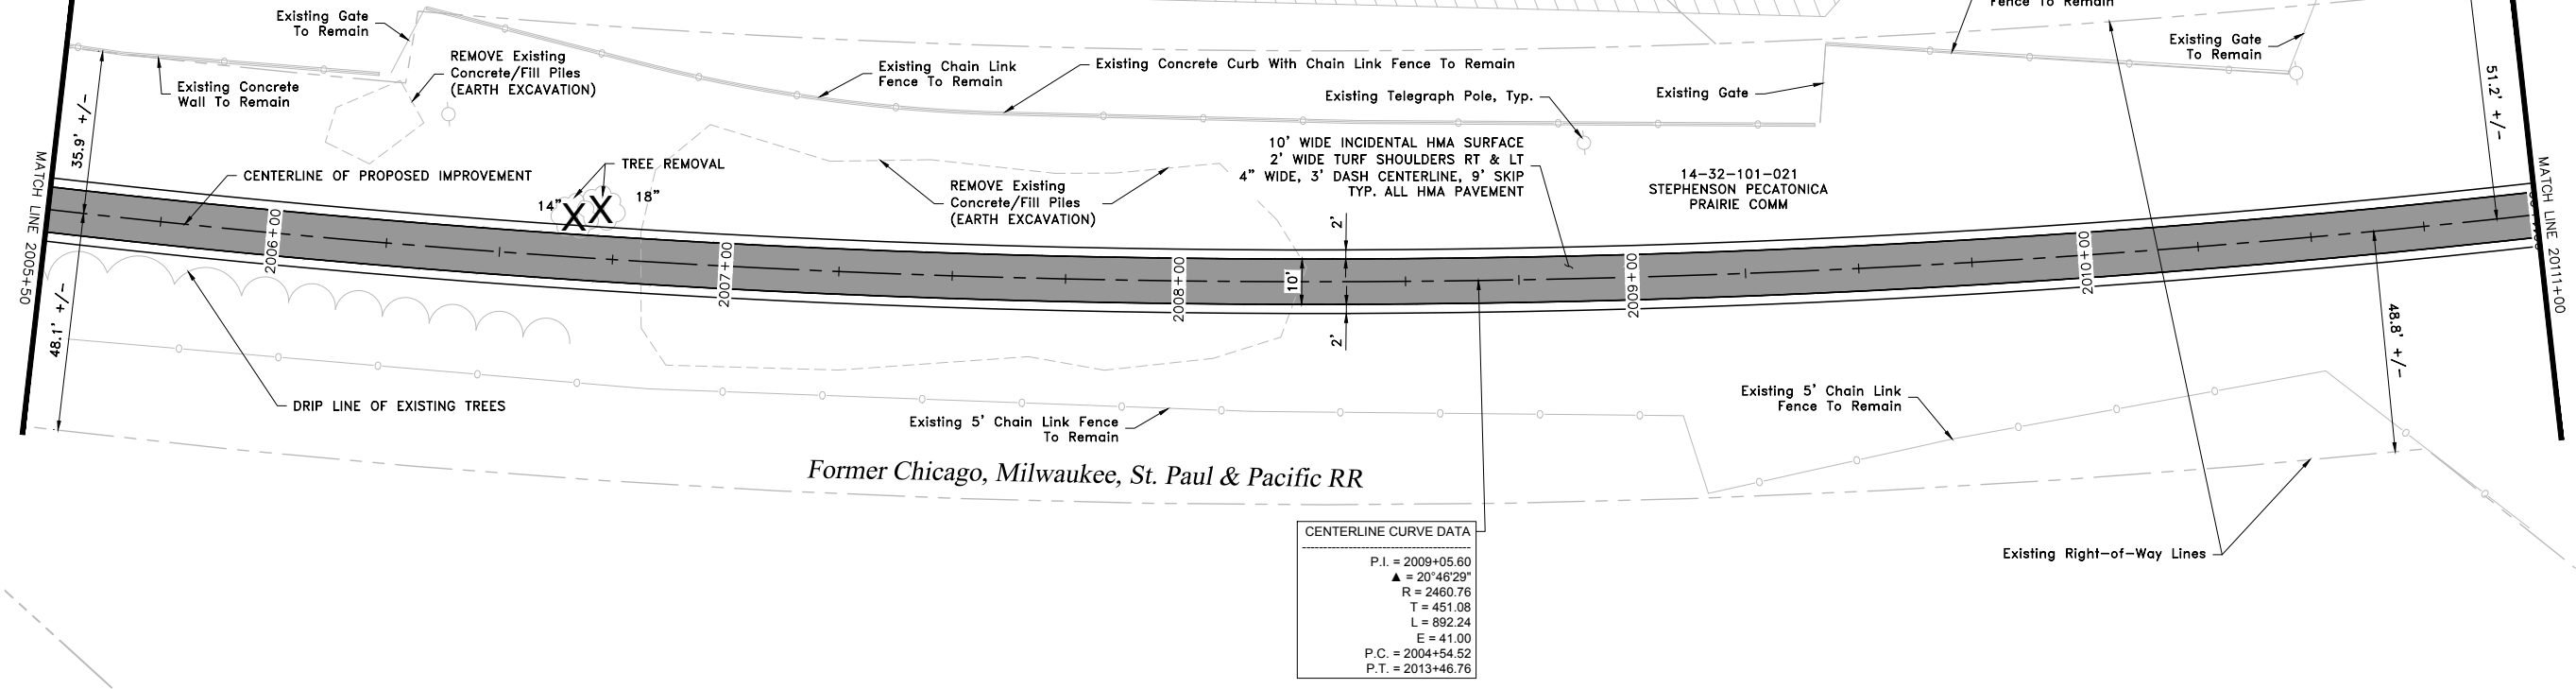 Existing Gate
To Remain
REMOVE Existing
Concrete/Fill Piles
(EARTH EXCAVATION)
Existing Concrete
Wall To Remain
Existing Chain Link
Fence To Remain
Existing Concrete Curb With Chain Link Fence To Remain
Existing Telegraph Pole, Typ.
Existing Gate
Fence To Remain
Existing Gate
To Remain
MATCH LINE 2005+50
35.9' +/-
48.1' +/-
CENTERLINE OF PROPOSED IMPROVEMENT
TREE REMOVAL
14"
18"
X
X
REMOVE Existing
Concrete/Fill Piles
(EARTH EXCAVATION)
10' WIDE INCIDENTAL HMA SURFACE
2' WIDE TURF SHOULDERS RT & LT
4" WIDE, 3' DASH CENTERLINE, 9' SKIP
TYP. ALL HMA PAVEMENT
14-32-101-021
STEPHENSON PECATONICA
PRAIRIE COMM
51.2' +/-
MATCH LINE 2011+00
2006+00
2007+00
2008+00
2009+00
2010+00
2'
10'
2'
48.8' +/-
DRIP LINE OF EXISTING TREES
Existing 5' Chain Link Fence
To Remain
Existing 5' Chain Link
Fence To Remain
Former Chicago, Milwaukee, St. Paul & Pacific RR
Existing Right-of-Way Lines
CENTERLINE CURVE DATA
P.I. = 2009+05.60
▲ = 20°46'29"
R = 2460.76
T = 451.08
L = 892.24
E = 41.00
P.C. = 2004+54.52
P.T. = 2013+46.76